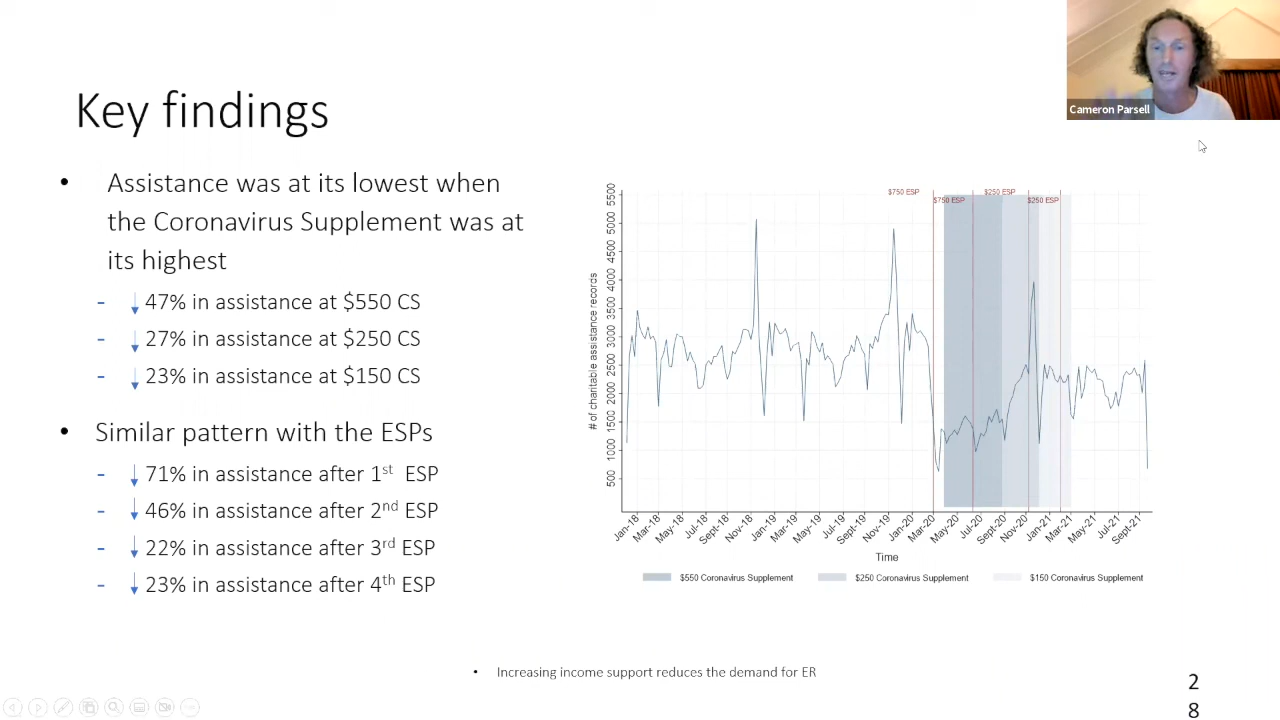 Cameron Parsell
Key findings
• Assistance was at its lowest when
the Coronavirus Supplement was at
its highest
- ↓ 47% in assistance at $550 CS
- ↓ 27% in assistance at $250 CS
- ↓ 23% in assistance at $150 CS
• Similar pattern with the ESPs
- ↓ 71% in assistance after 1st ESP
- ↓ 46% in assistance after 2nd ESP
- ↓ 22% in assistance after 3rd ESP
- ↓ 23% in assistance after 4th ESP
$750 ESP
$750 ESP
$250 ESP
$250 ESP
# of charitable assistance records
5500
5000
4500
4000
3500
3000
2500
2000
1500
1000
500
Jan-18
Mar-18
May-18
Jul-18
Sept-18
Nov-18
Jan-19
Mar-19
May-19
Jul-19
Sept-19
Nov-19
Jan-20
Mar-20
May-20
Jul-20
Sept-20
Nov-20
Jan-21
Mar-21
May-21
Jul-21
Sept-21
Time
$550 Coronavirus Supplement
$250 Coronavirus Supplement
$150 Coronavirus Supplement
• Increasing income support reduces the demand for ER
2
8